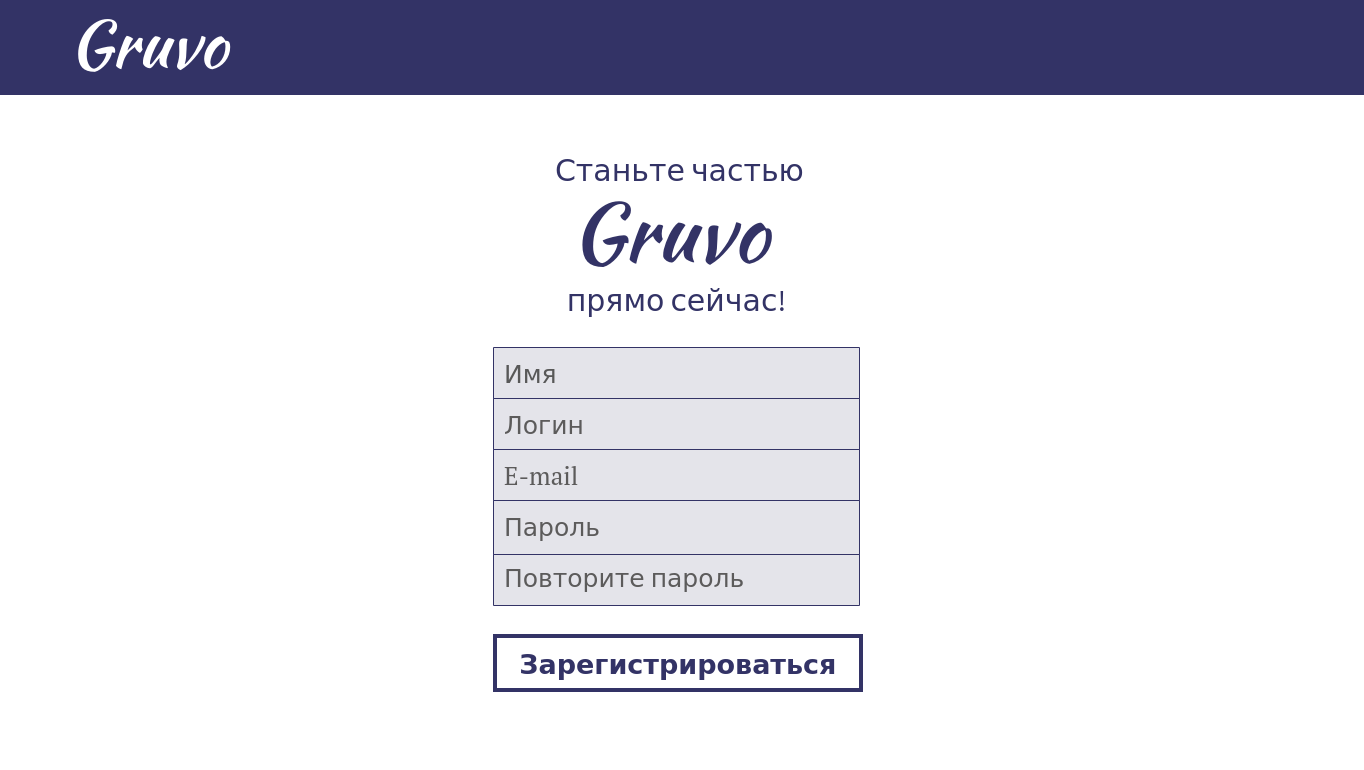 Gruvo
Станьте частью
Gruvo
прямо сейчас!
Имя
Логин
E-mail
Пароль
Повторите пароль
Зарегистрироваться